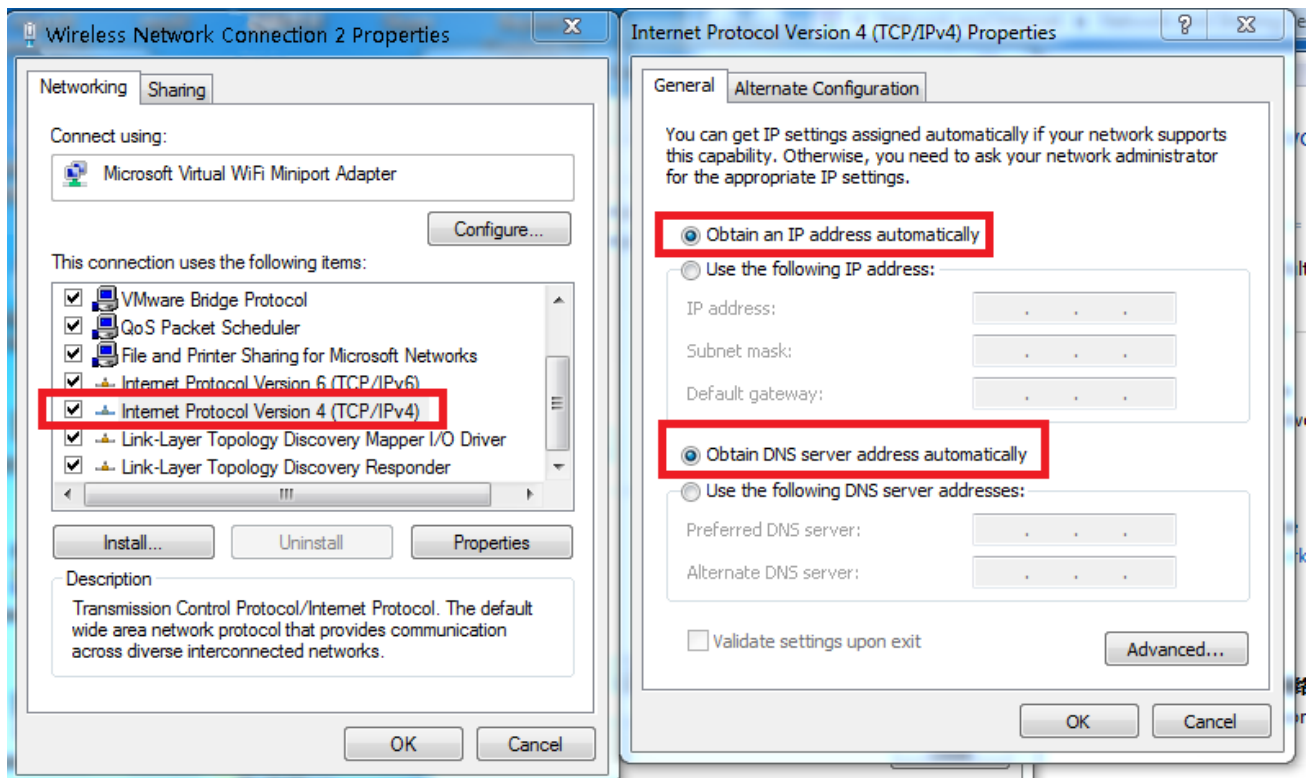 Wireless Network Connection 2 Properties
Networking
Sharing
Connect using:
Microsoft Virtual WiFi Miniport Adapter
Configure...
This connection uses the following items:
VMware Bridge Protocol
QoS Packet Scheduler
File and Printer Sharing for Microsoft Networks
Internet Protocol Version 6 (TCP/IPv6)
Internet Protocol Version 4 (TCP/IPv4)
Link-Layer Topology Discovery Mapper I/O Driver
Link-Layer Topology Discovery Responder
Install...
Uninstall
Properties
Description
Transmission Control Protocol/Internet Protocol. The default
wide area network protocol that provides communication
across diverse interconnected networks.
OK
Cancel
Internet Protocol Version 4 (TCP/IPv4) Properties
General
Alternate Configuration
You can get IP settings assigned automatically if your network supports
this capability. Otherwise, you need to ask your network administrator
for the appropriate IP settings.
Obtain an IP address automatically
Use the following IP address:
IP address:
Subnet mask:
Default gateway:
Obtain DNS server address automatically
Use the following DNS server addresses:
Preferred DNS server:
Alternate DNS server:
Validate settings upon exit
Advanced...
OK
Cancel